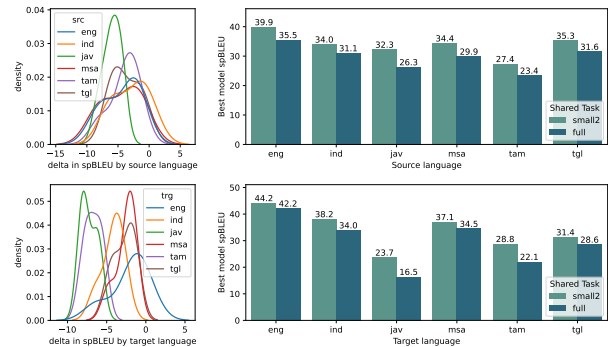 0.04
0.03
0.02
0.01
0.00
density
src
eng
ind
jav
msa
tam
tgl
−15
−10
−5
0
5
delta in spBLEU by source language
40
30
20
10
0
Best model spBLEU
39.9
35.5
34.0
31.1
32.3
26.3
34.4
29.9
27.4
23.4
35.3
31.6
Shared Task
small2
full
eng
ind
jav
msa
tam
tgl
Source language
0.05
0.04
0.03
0.02
0.01
0.00
density
trg
eng
ind
jav
msa
tam
tgl
−10
−5
0
5
delta in spBLEU by target language
50
40
30
20
10
0
Best model spBLEU
44.2
42.2
38.2
34.0
23.7
16.5
37.1
34.5
28.8
22.1
31.4
28.6
Shared Task
small2
full
eng
ind
jav
msa
tam
tgl
Target language